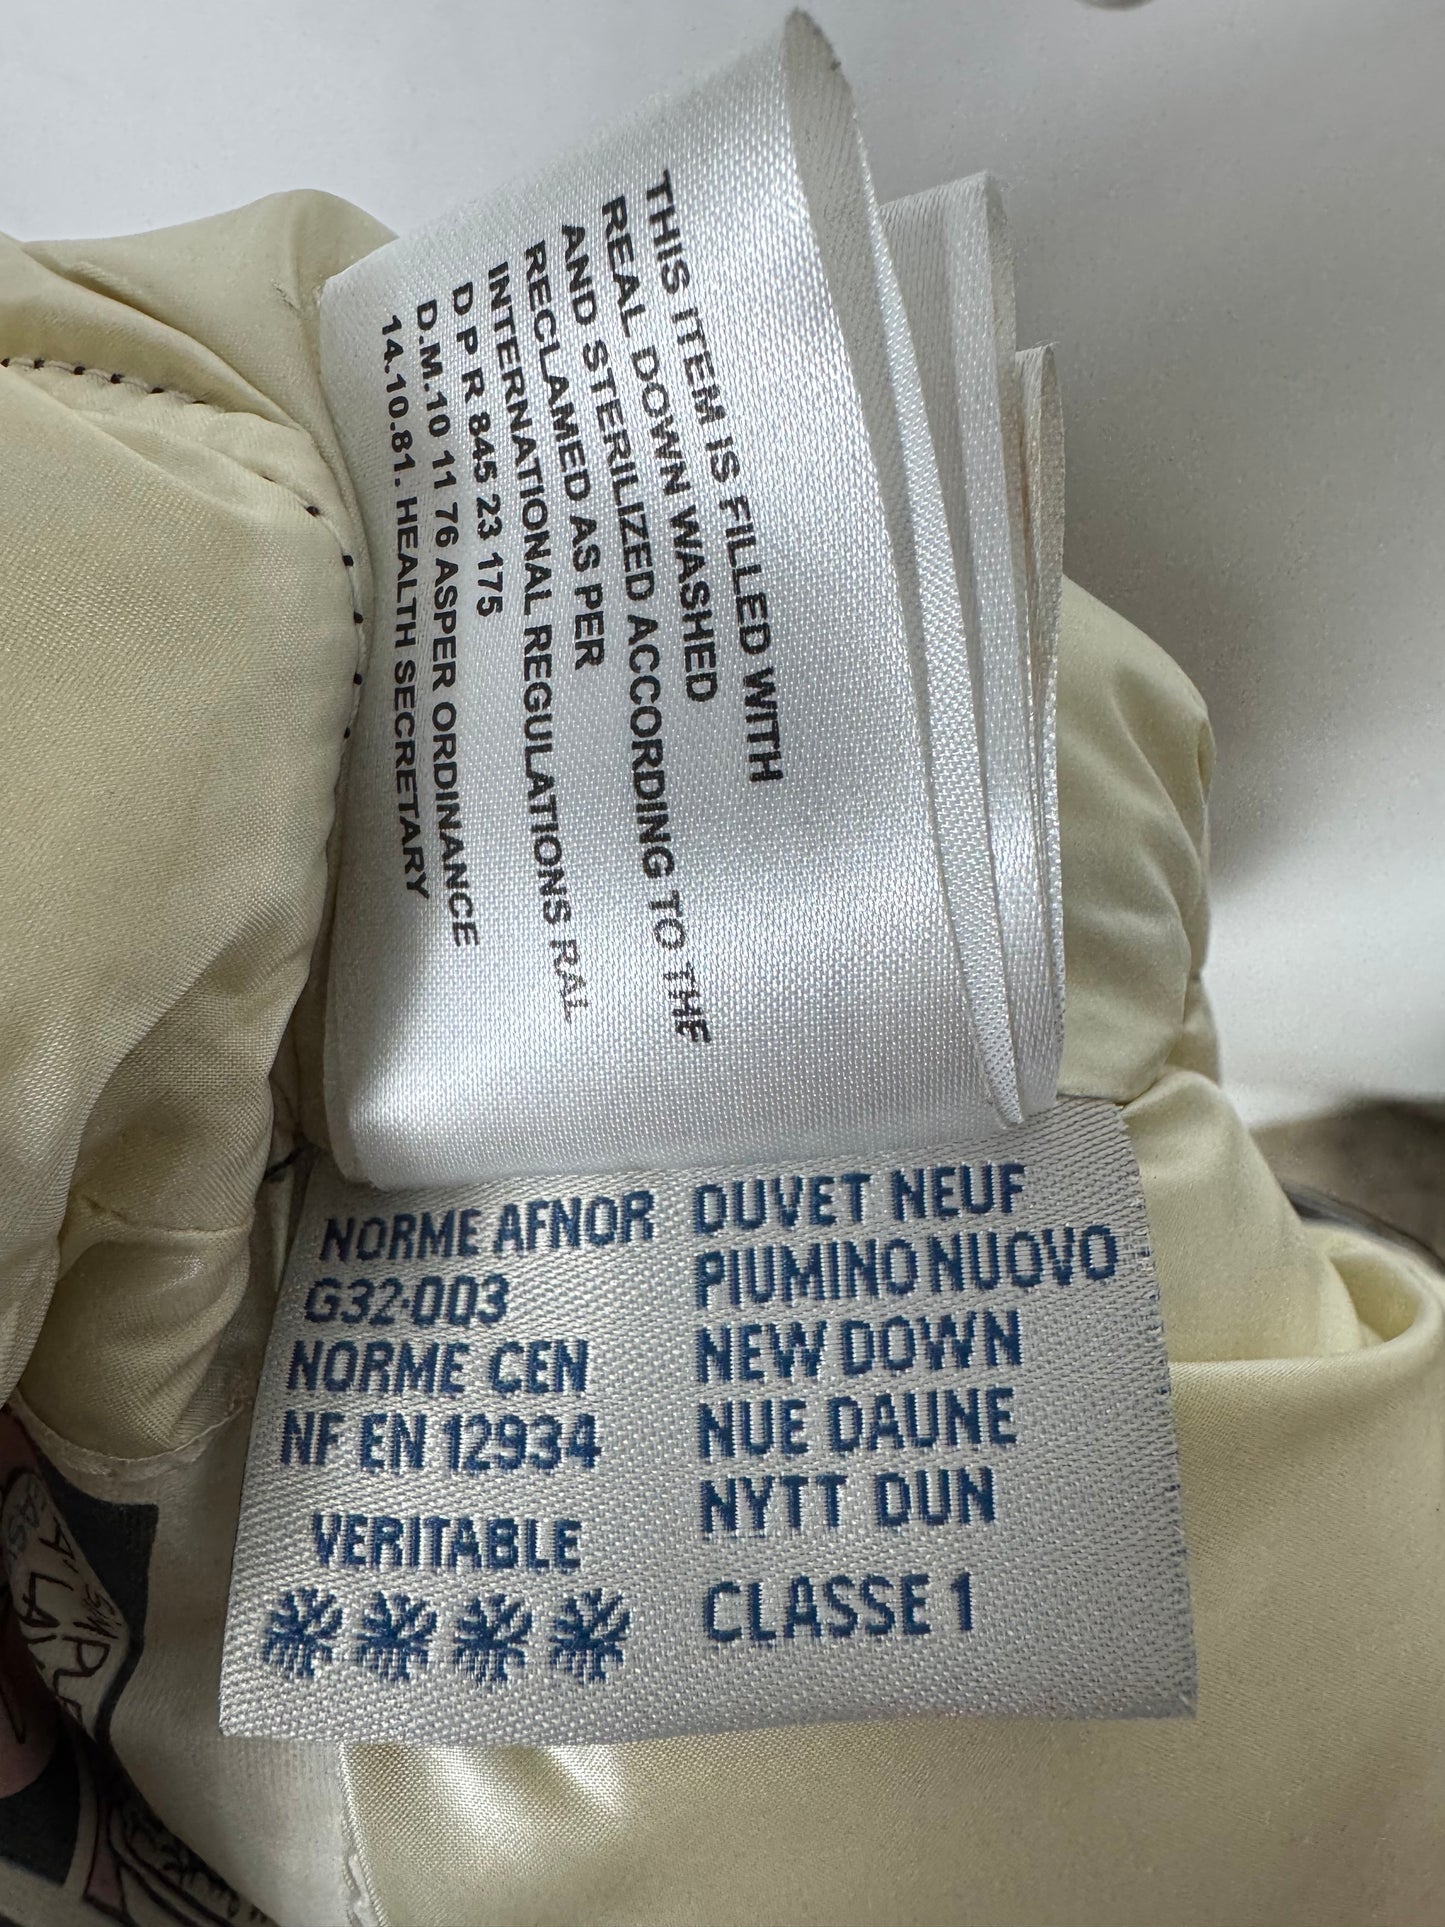 THIS ITEM IS FILLED WITH
REAL DOWN WASHED
AND STERILIZED ACCORDING TO THE
RECLAMED AS PER
INTERNATIONAL REGULATIONS RAL
D P R 845 23 175
D.M.10 11 76 ASPER ORDINANCE
14.10.81. HEALTH SECRETARY
NORME AFNOR
G32-003
NORME CEN
NF EN 12934
VERITABLE
DUVET NEUF
PIUMINO NUOVO
NEW DOWN
NUE DAUNE
NYTT DUN
CLASSE 1